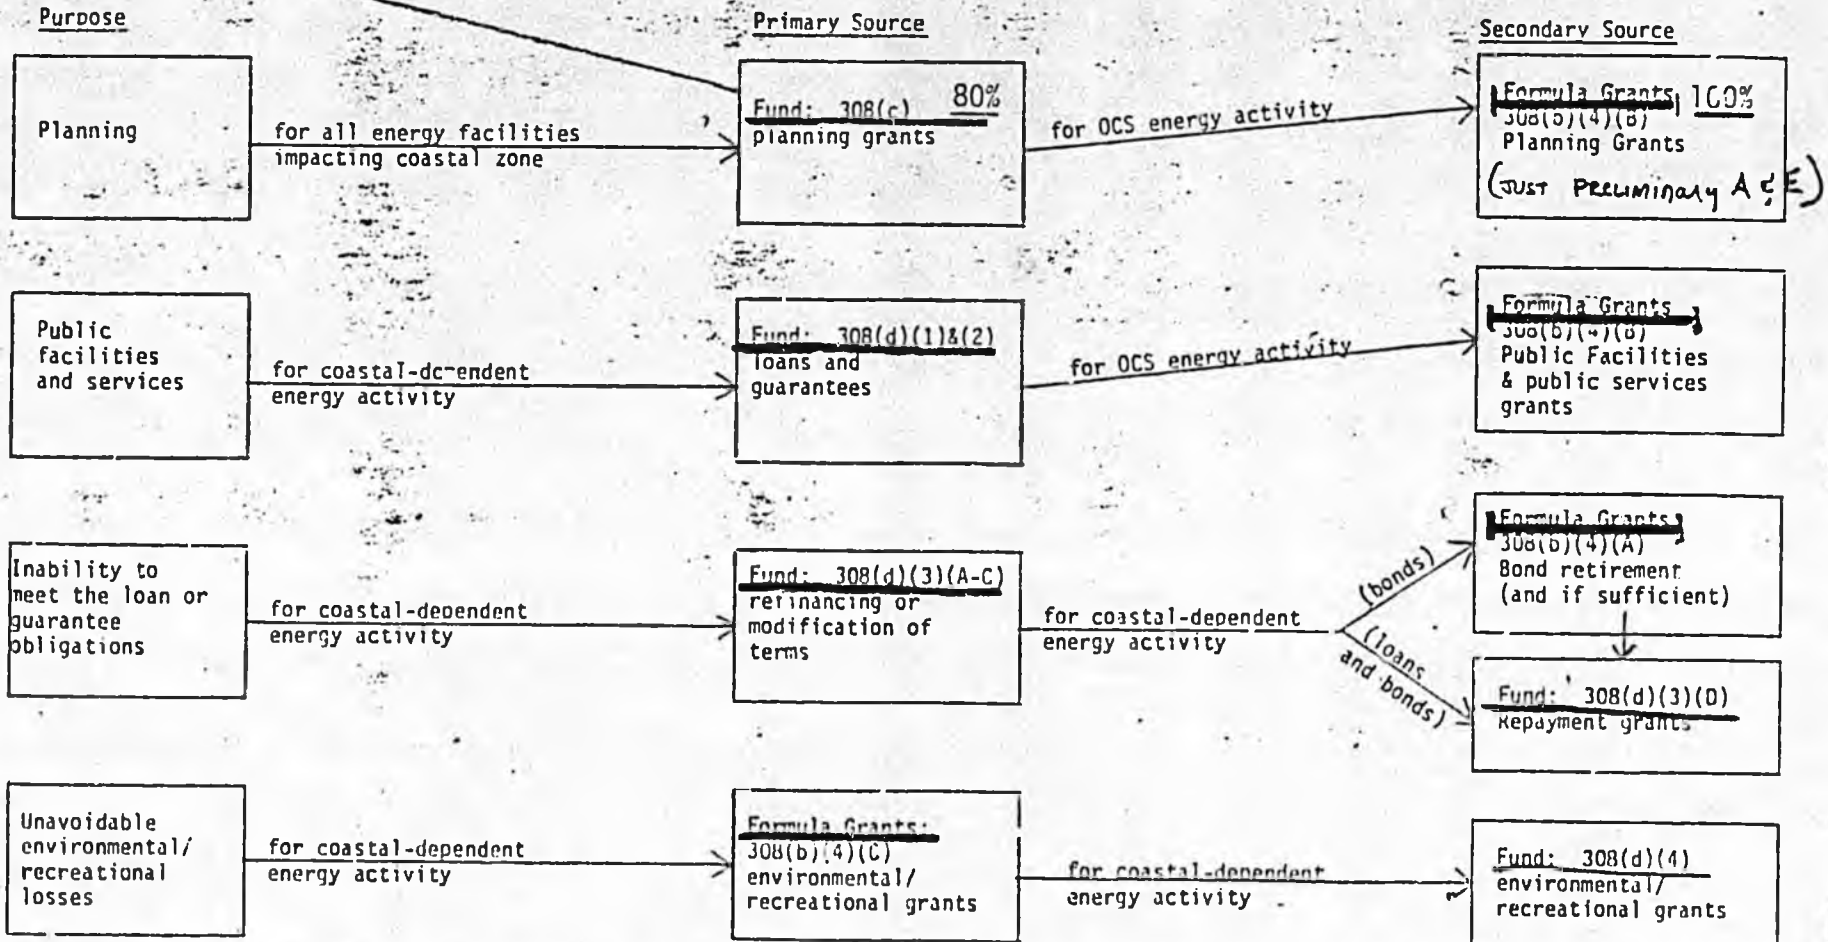 Purpose
Primary Source
Secondary Source
Planning
for all energy facilities
impacting coastal zone
Fund: 308(c) 80%
planning grants
for OCS energy activity
Formula Grants 100%
308(b)(4)(B)
Planning Grants
(JUST PRELIMINARY A & E)
Public
facilities
and services
for coastal-dependent
energy activity
Fund: 308(d)(1)&(2)
loans and
guarantees
for OCS energy activity
Formula Grants
308(b)(4)(B)
Public Facilities
& public services
grants
Inability to
meet the loan or
guarantee
obligations
for coastal-dependent
energy activity
Fund: 308(d)(3)(A-C)
refinancing or
modification of
terms
for coastal-dependent
energy activity
(bonds)
(loans
and bonds)
Formula Grants
308(b)(4)(A)
Bond retirement
(and if sufficient)
Fund: 308(d)(3)(D)
Repayment grants
Unavoidable
environmental/
recreational
losses
for coastal-dependent
energy activity
Formula Grants:
308(b)(4)(C)
environmental/
recreational grants
for coastal-dependent
energy activity
Fund: 308(d)(4)
environmental/
recreational grants